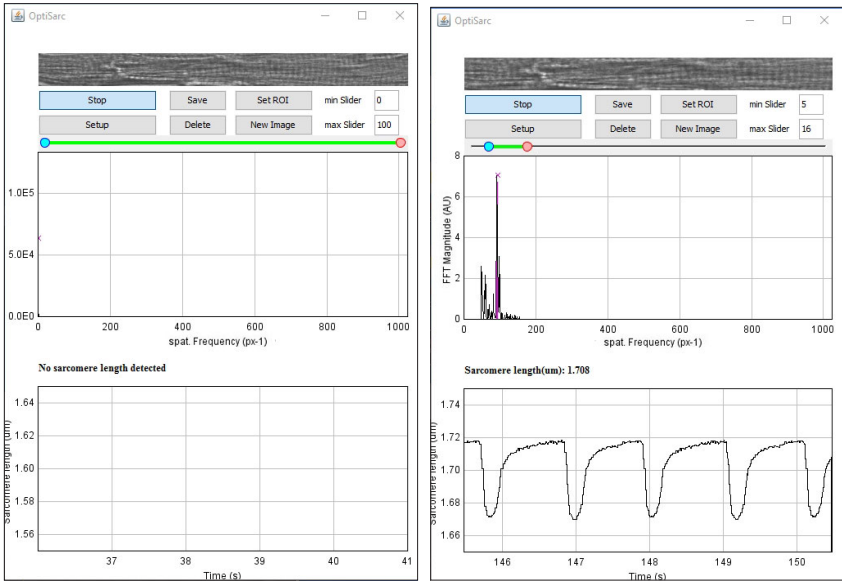 OptiSarc
Stop Save Set ROI min Slider 0
Setup Delete New Image max Slider 100
1.0E5
5.0E4
0.0E0
0 200 400 600 800 1000
spat. Frequency (px-1)
No sarcomere length detected
1.64
1.62
1.60
1.58
1.56
Sarcomere length (um)
37 38 39 40 41
Time (s)
OptiSarc
Stop Save Set ROI min Slider 5
Setup Delete New Image max Slider 16
8
6
4
2
0
FFT Magnitude (AU)
0 200 400 600 800 1000
spat. Frequency (px-1)
Sarcomere length(um): 1.708
1.74
1.72
1.70
1.68
1.66
Sarcomere length (um)
146 147 148 149 150
Time (s)